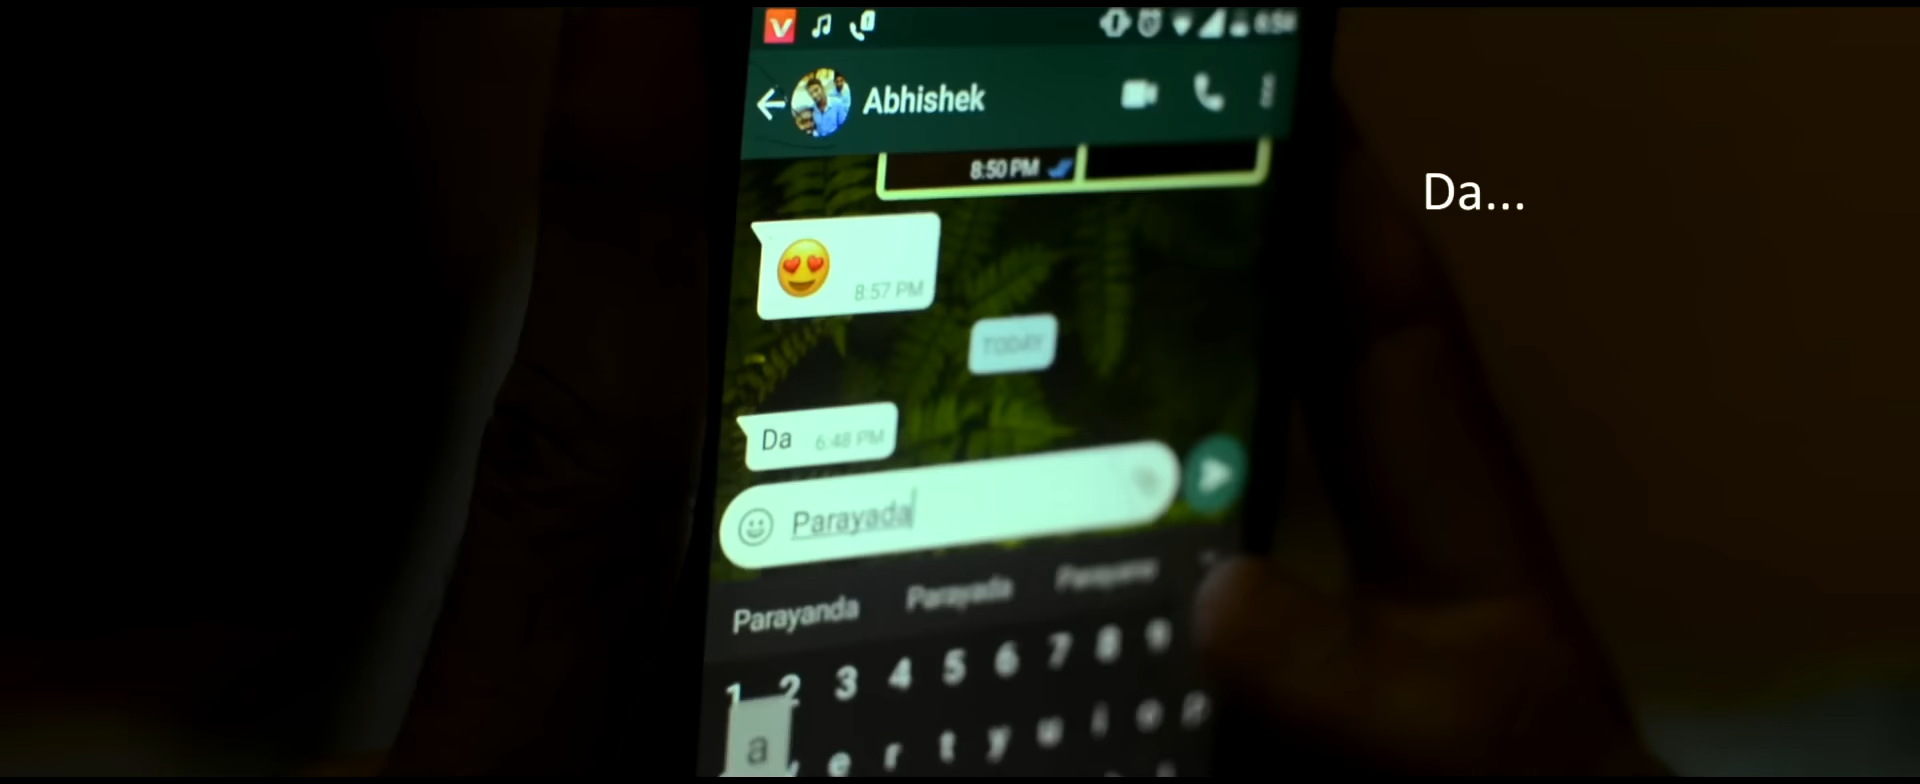 Abhishek
8:50 PM
Da...
8:57 PM
TODAY
Da 6:48 PM
Parayada
Parayanda Parayada
1 2 3 4 5 6 7 8 9
e r t y u i o p
a